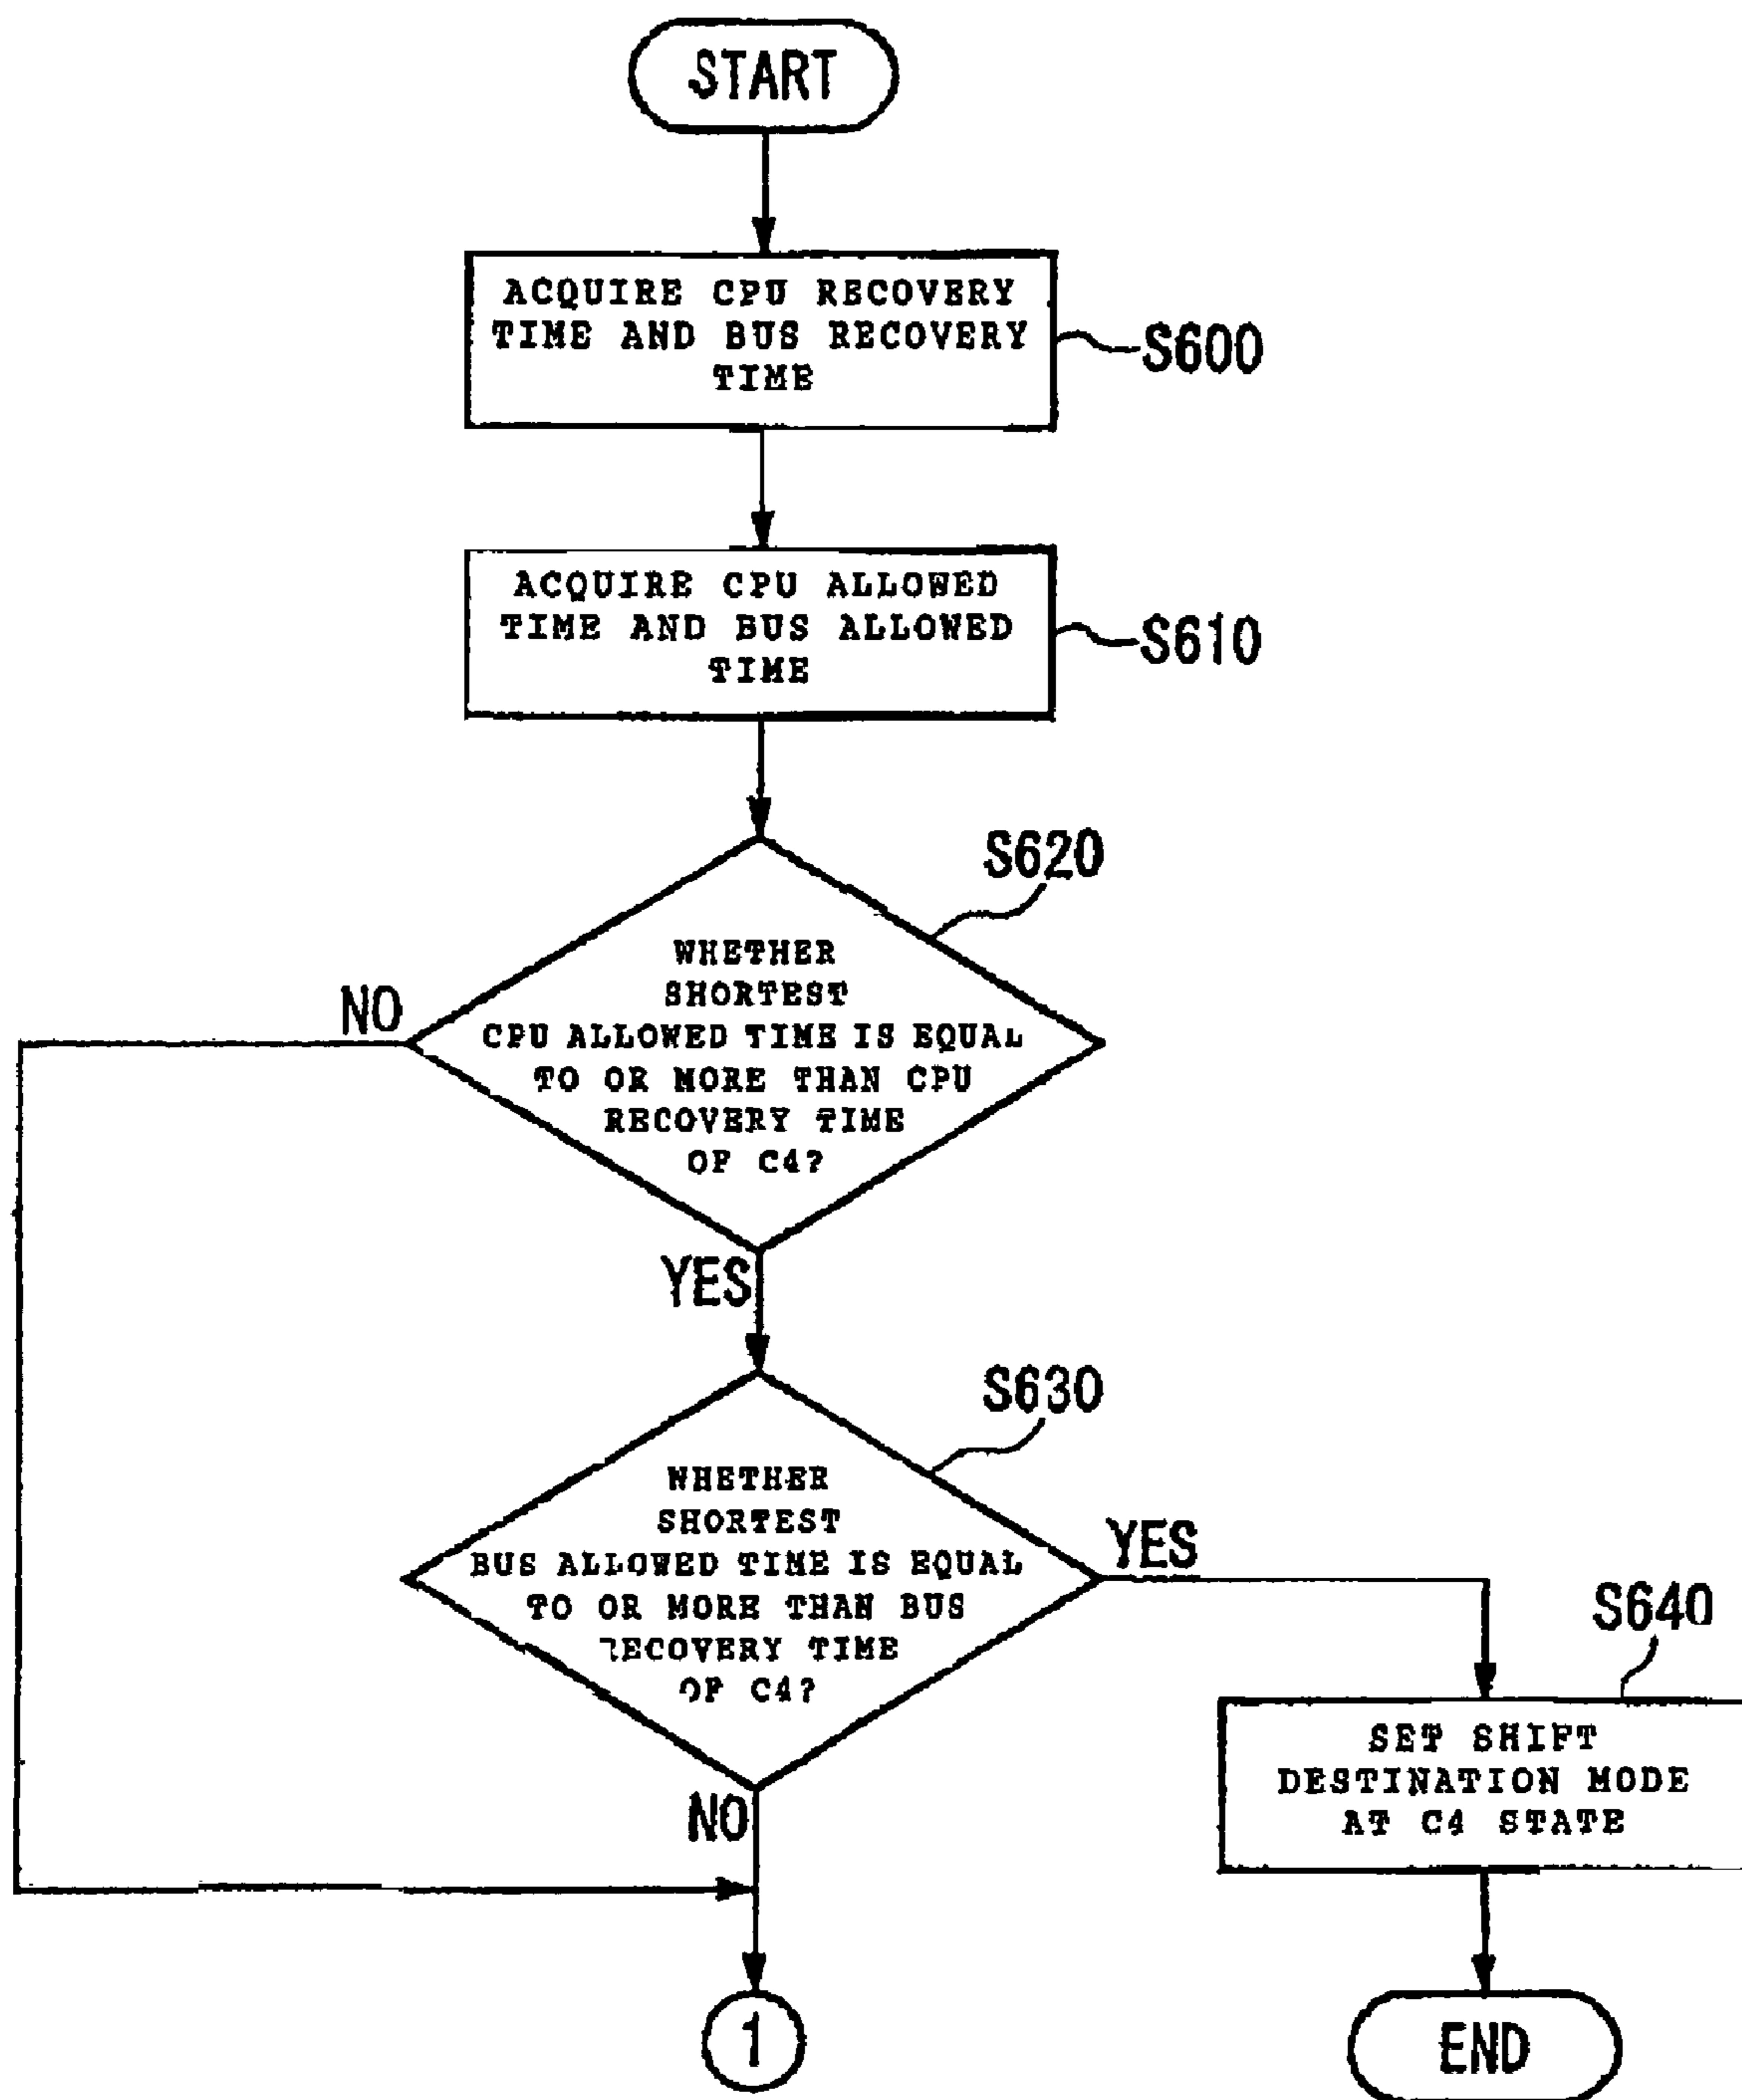 START
ACQUIRE CPU RECOVERY
TIME AND BUS RECOVERY
TIME
S600
ACQUIRE CPU ALLOWED
TIME AND BUS ALLOWED
TIME
S610
S620
WHETHER
SHORTEST
CPU ALLOWED TIME IS EQUAL
TO OR MORE THAN CPU
RECOVERY TIME
OF C4?
NO
YES
S630
WHETHER
SHORTEST
BUS ALLOWED TIME IS EQUAL
TO OR MORE THAN BUS
RECOVERY TIME
OF C4?
YES
NO
S640
SET SHIFT
DESTINATION MODE
AT C4 STATE
1
END